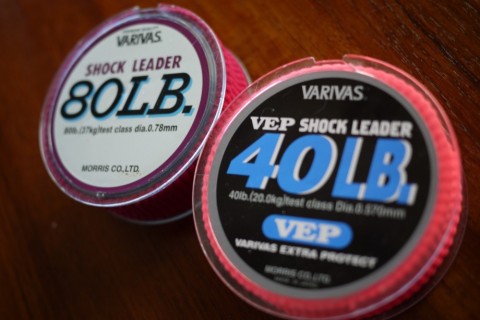 VARIVAS
SHOCK LEADER
80LB.
80lb./37kg/test class dia.0.78mm
MORRIS CO.,LTD.
VARIVAS
VEP SHOCK LEADER
40LB.
40lb./20.0kg/test class Dia.0.570mm
VEP
VARIVAS EXTRA PROTECT
MORRIS CO.,LTD.